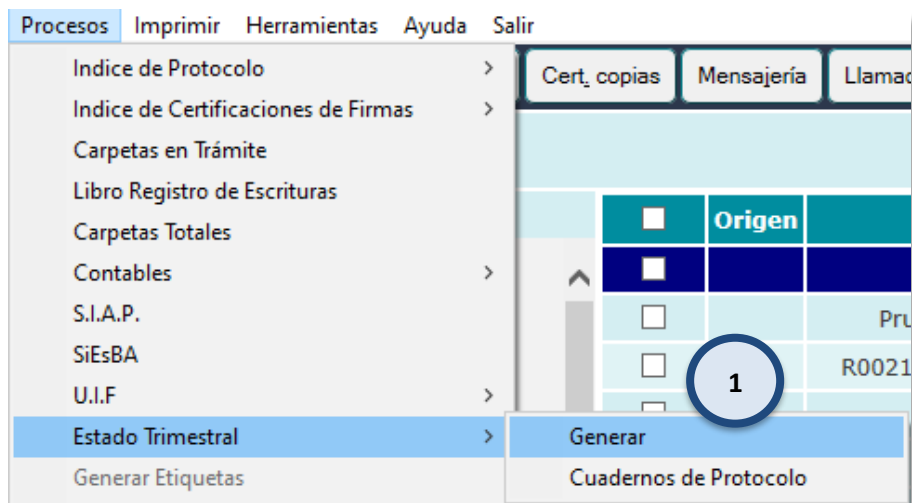 Procesos Imprimir Herramientas Ayuda Salir
Indice de Protocolo
Cert. copias Mensajería
Indice de Certificaciones de Firmas
Carpetas en Trámite
Libro Registro de Escrituras
Origen
Carpetas Totales
Contables
S.I.A.P.
SiEsBA
R0021
U.I.F
1
Estado Trimestral
Generar
Generar Etiquetas
Cuadernos de Protocolo